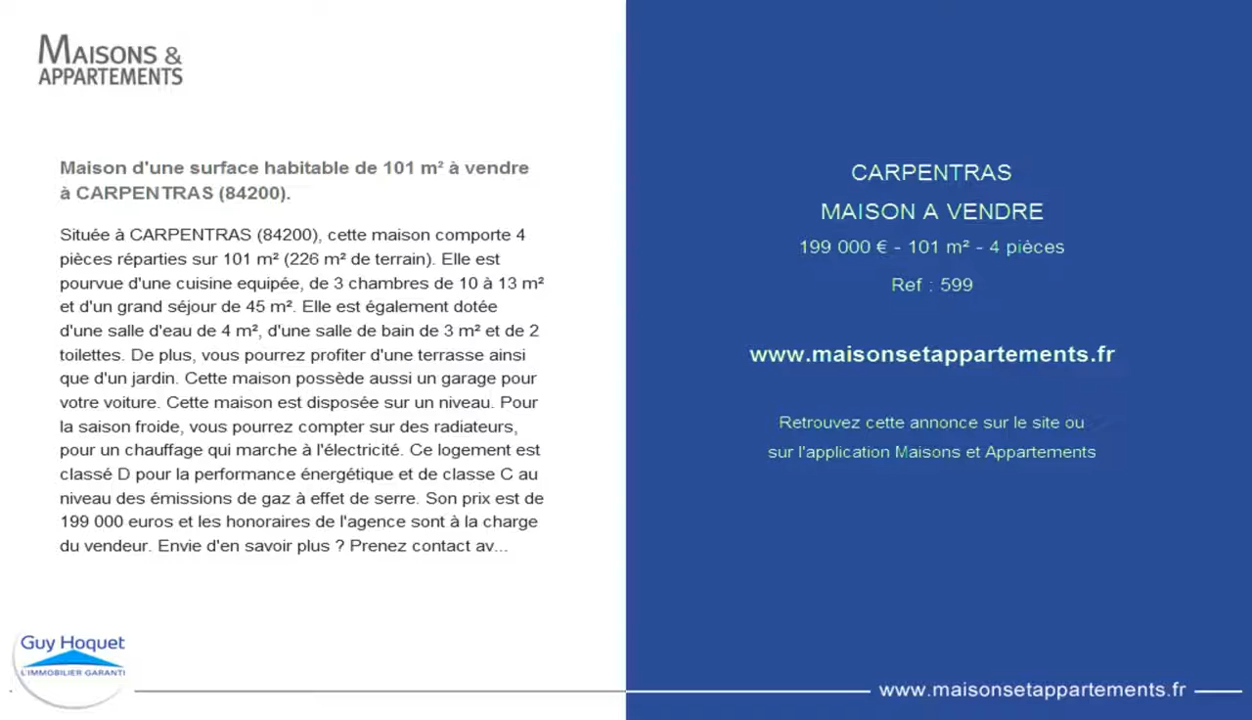 MAISONS &
APPARTEMENTS
Maison d'une surface habitable de 101 m² à vendre
à CARPENTRAS (84200).
Située à CARPENTRAS (84200), cette maison comporte 4
pièces réparties sur 101 m² (226 m² de terrain). Elle est
pourvue d'une cuisine equipée, de 3 chambres de 10 à 13 m²
et d'un grand séjour de 45 m². Elle est également dotée
d'une salle d'eau de 4 m², d'une salle de bain de 3 m² et de 2
toilettes. De plus, vous pourrez profiter d'une terrasse ainsi
que d'un jardin. Cette maison possède aussi un garage pour
votre voiture. Cette maison est disposée sur un niveau. Pour
la saison froide, vous pourrez compter sur des radiateurs,
pour un chauffage qui marche à l'électricité. Ce logement est
classé D pour la performance énergétique et de classe C au
niveau des émissions de gaz à effet de serre. Son prix est de
199 000 euros et les honoraires de l'agence sont à la charge
du vendeur. Envie d'en savoir plus ? Prenez contact av...
Guy Hoquet
L'IMMOBILIER GARANTI
CARPENTRAS
MAISON A VENDRE
199 000 € - 101 m² - 4 pièces
Ref : 599
www.maisonsetappartements.fr
Retrouvez cette annonce sur le site ou
sur l'application Maisons et Appartements
www.maisonsetappartements.fr